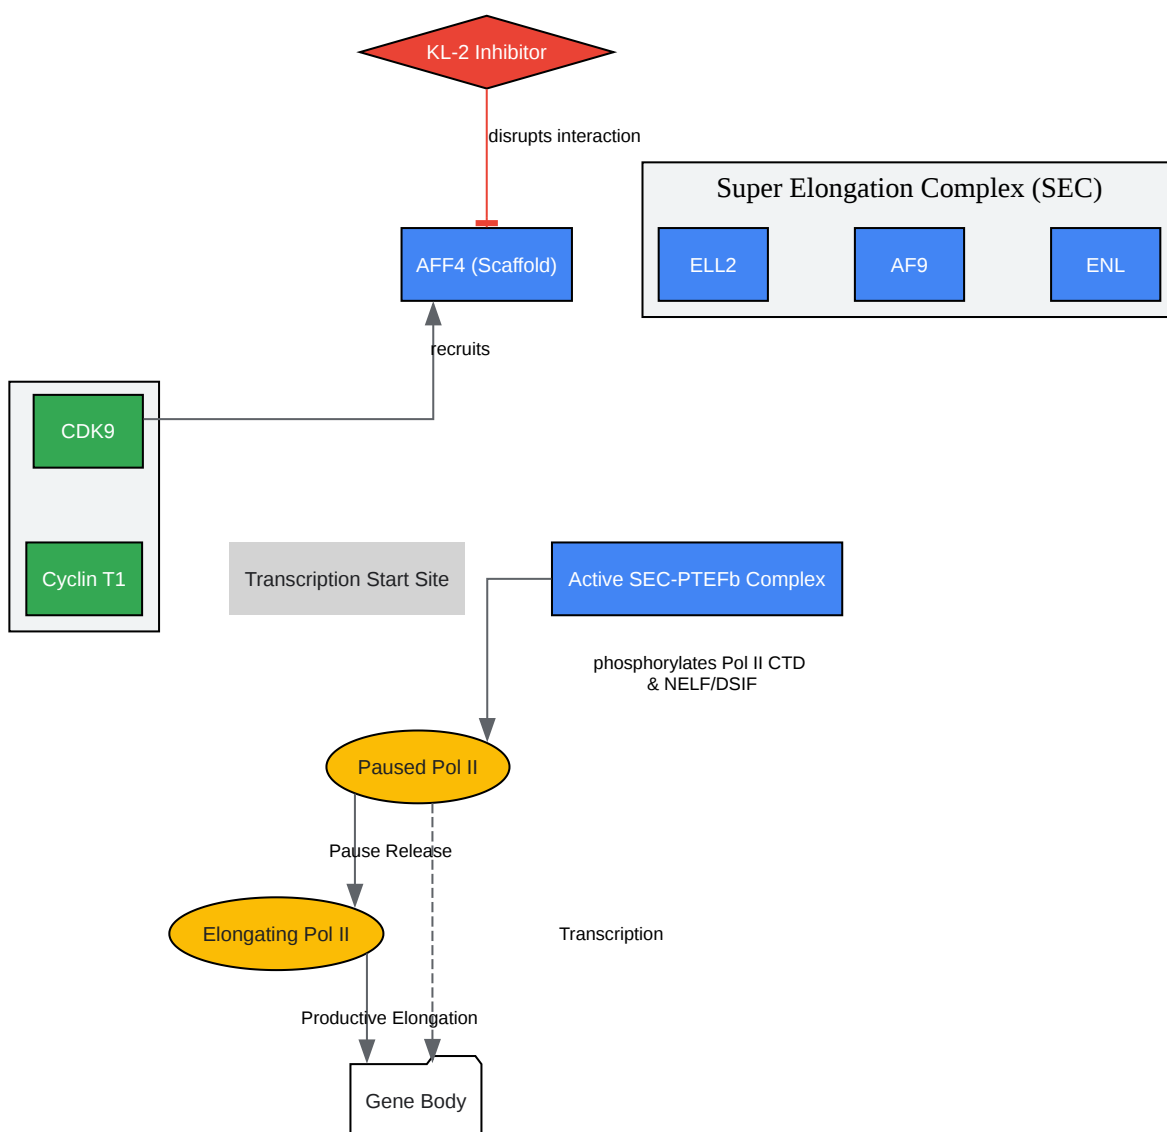 KL-2 Inhibitor
disrupts interaction
Super Elongation Complex (SEC)
AFF4 (Scaffold)
ELL2
AF9
ENL
recruits
CDK9
Cyclin T1
Transcription Start Site
Active SEC-PTEFb Complex
phosphorylates Pol II CTD
& NELF/DSIF
Paused Pol II
Pause Release
Elongating Pol II
Transcription
Productive Elongation
Gene Body